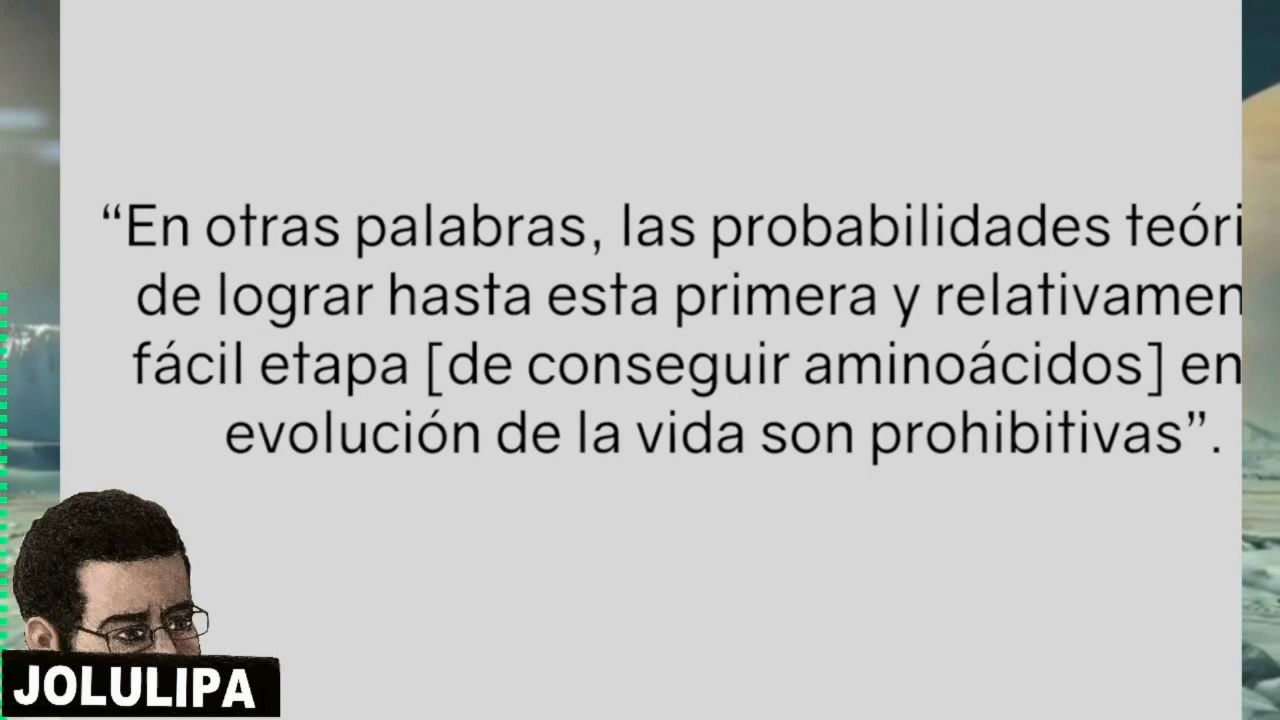 “En otras palabras, las probabilidades teóri
de lograr hasta esta primera y relativamen
fácil etapa [de conseguir aminoácidos] en
evolución de la vida son prohibitivas”.
JOLULIPA